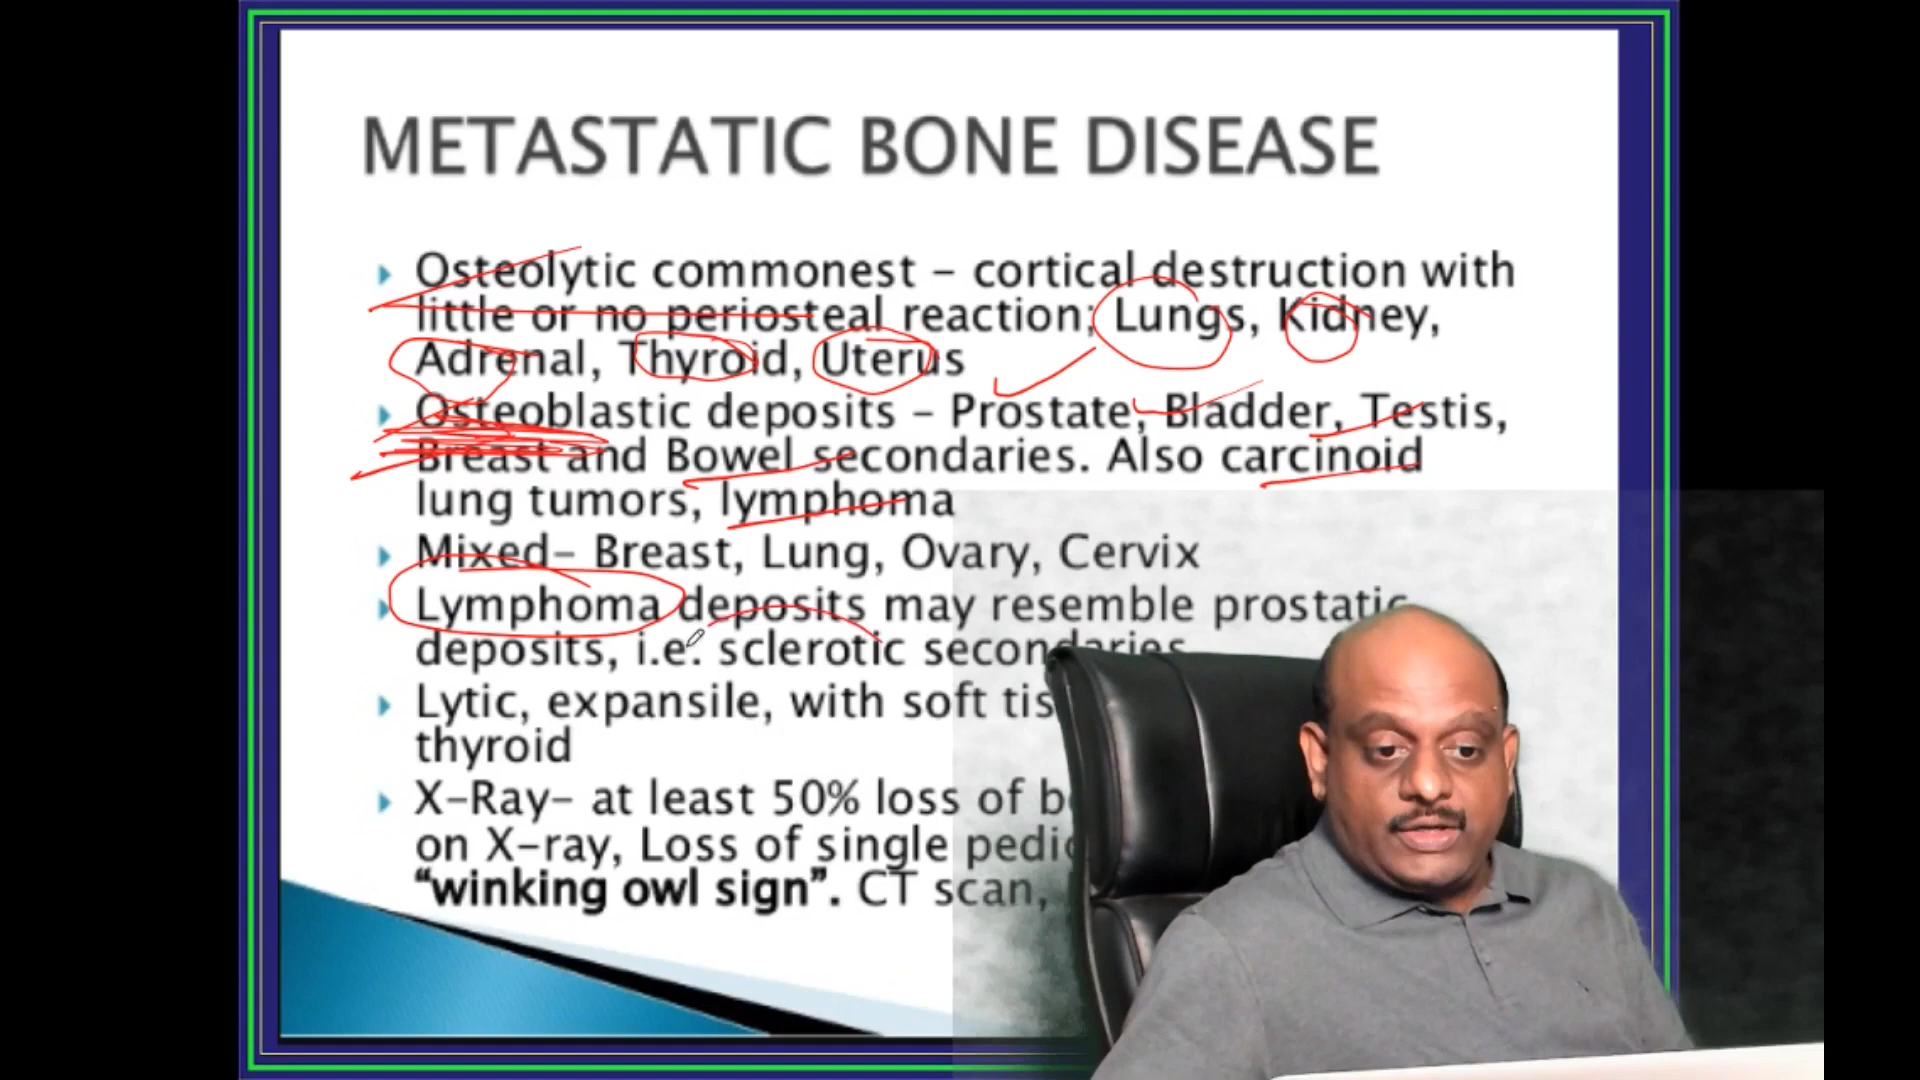 METASTATIC BONE DISEASE
Osteolytic commonest – cortical destruction with
little or no periosteal reaction; Lungs, Kidney,
Adrenal, Thyroid, Uterus
Osteoblastic deposits – Prostate, Bladder, Testis,
Breast and Bowel secondaries. Also carcinoid
lung tumors, lymphoma
Mixed– Breast, Lung, Ovary, Cervix
Lymphoma deposits may resemble prostatic
deposits, i.e. sclerotic secondaries
Lytic, expansile, with soft
thyroid
X-Ray– at least 50% loss of
on X-ray, Loss of single
“winking owl sign”. CT scan,